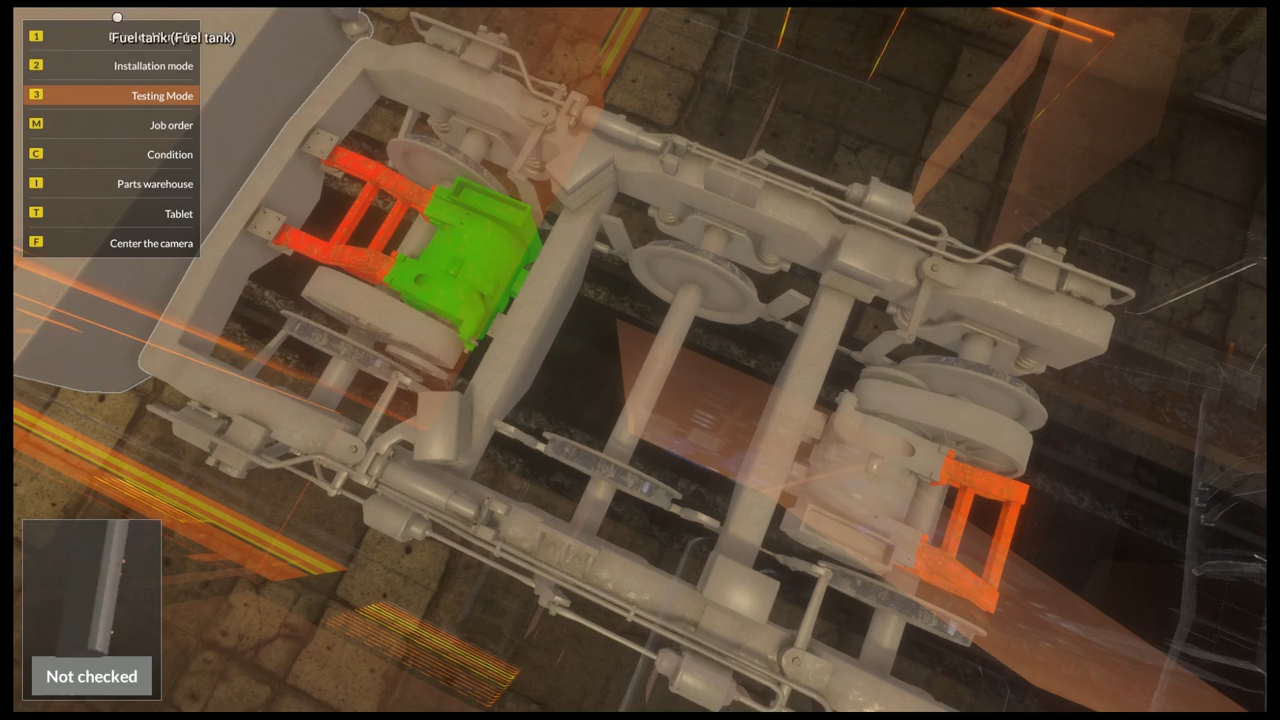 1
Fuel tank (Fuel tank)
2 Installation mode
3 Testing Mode
M Job order
C Condition
I Parts warehouse
T Tablet
F Center the camera
Not checked